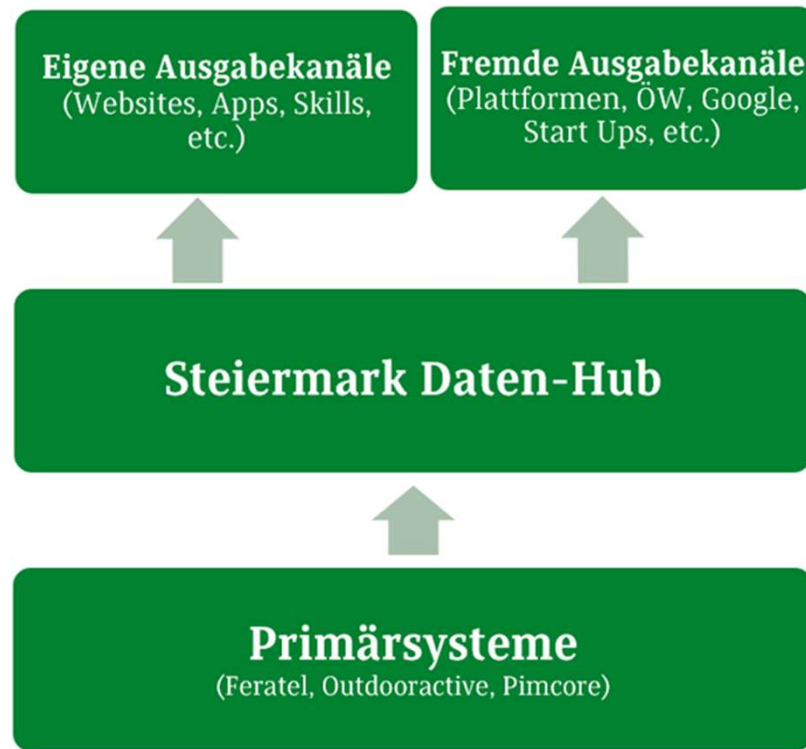 Eigene Ausgabekanäle
(Websites, Apps, Skills,
etc.)
Fremde Ausgabekanäle
(Plattformen, ÖW, Google,
Start Ups, etc.)
Steiermark Daten-Hub
Primärsysteme
(Feratel, Outdooractive, Pimcore)